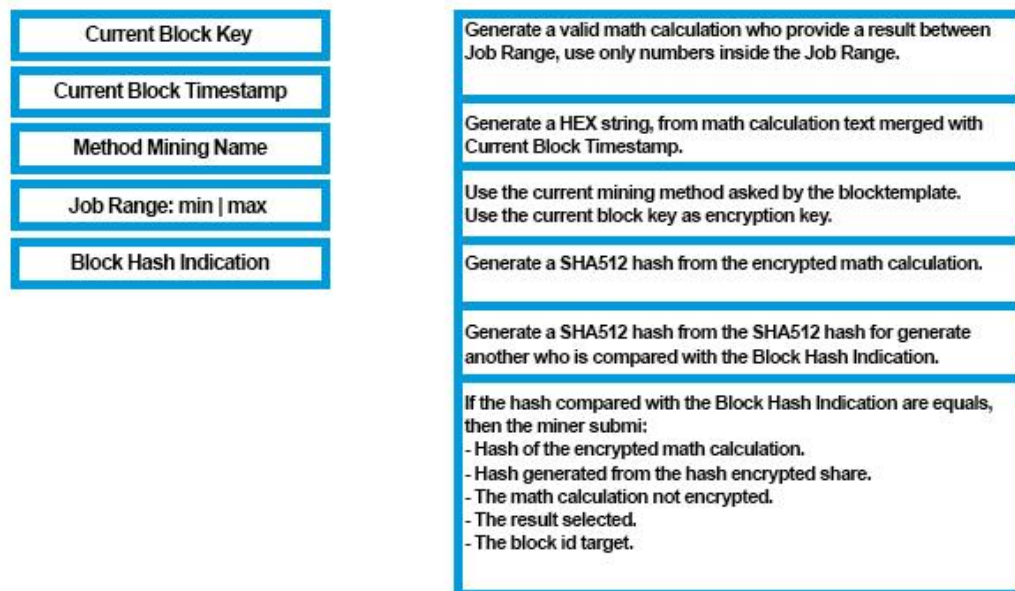 Current Block Key
Current Block Timestamp
Method Mining Name
Job Range: min | max
Block Hash Indication
Generate a valid math calculation who provide a result between
Job Range, use only numbers inside the Job Range.
Generate a HEX string, from math calculation text merged with
Current Block Timestamp.
Use the current mining method asked by the blocktemplate.
Use the current block key as encryption key.
Generate a SHA512 hash from the encrypted math calculation.
Generate a SHA512 hash from the SHA512 hash for generate
another who is compared with the Block Hash Indication.
If the hash compared with the Block Hash Indication are equals,
then the miner submi:
- Hash of the encrypted math calculation.
- Hash generated from the hash encrypted share.
- The math calculation not encrypted.
- The result selected.
- The block id target.